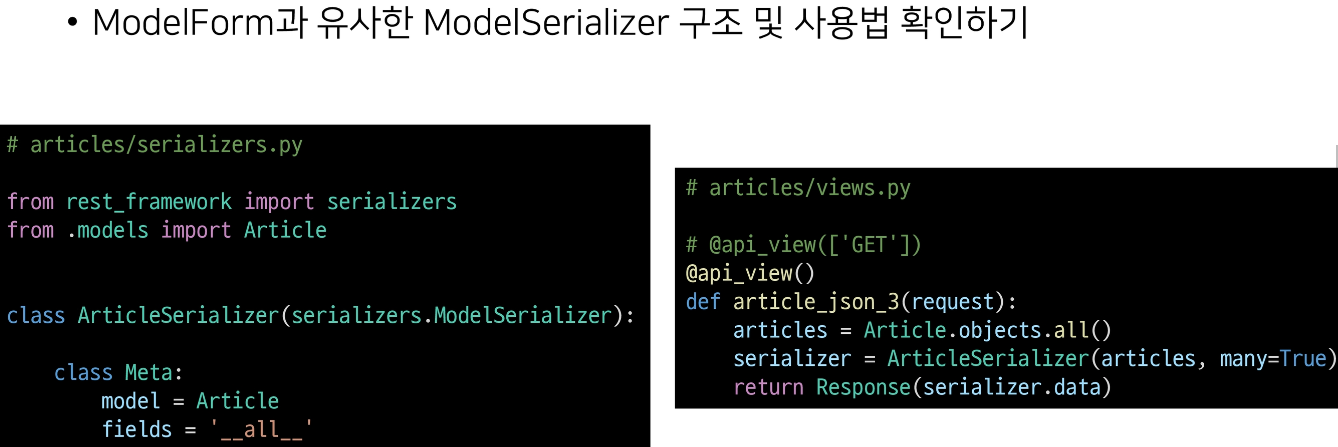 • ModelForm과 유사한 ModelSerializer 구조 및 사용법 확인하기
# articles/serializers.py
from rest_framework import serializers
from .models import Article
class ArticleSerializer(serializers.ModelSerializer):
    class Meta:
        model = Article
        fields = '__all__'
# articles/views.py
# @api_view(['GET'])
@api_view()
def article_json_3(request):
    articles = Article.objects.all()
    serializer = ArticleSerializer(articles, many=True)
    return Response(serializer.data)